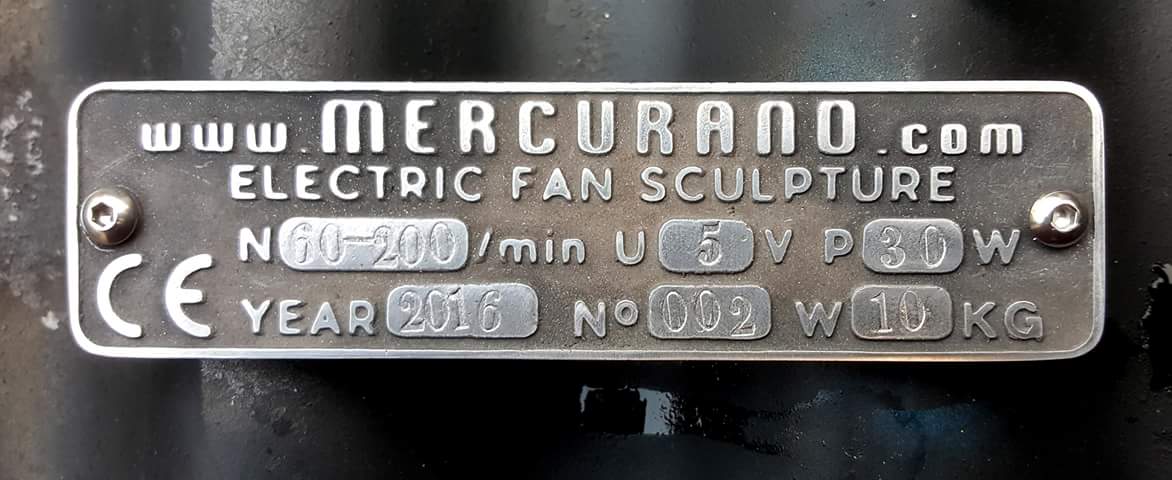 www.MERCURANO.com
ELECTRIC FAN SCULPTURE
N 60-200 /min U 5 V P 30 W
CE YEAR 2016 No 002 W 10 KG